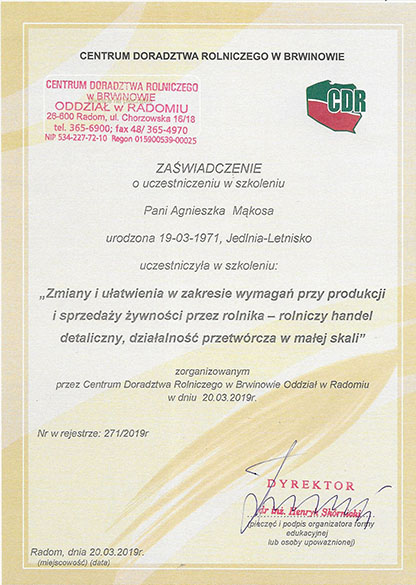 CENTRUM DORADZTWA ROLNICZEGO W BRWINOWIE
CENTRUM DORADZTWA ROLNICZEGO
w BRWINOWIE
ODDZIAŁ w RADOMIU
26-600 Radom, ul. Chorzowska 16/18
tel. 365-6900; fax 48/ 365-4970
NIP 534-227-72-10 Regon 015900539-00025
CDR
ZAŚWIADCZENIE
o uczestniczeniu w szkoleniu
Pani Agnieszka Mąkosa
urodzona 19-03-1971, Jedlnia-Letnisko
uczestniczyła w szkoleniu:
„Zmiany i ułatwienia w zakresie wymagań przy produkcji
i sprzedaży żywności przez rolnika – rolniczy handel
detaliczny, działalność przetwórcza w małej skali”
zorganizowanym
przez Centrum Doradztwa Rolniczego w Brwinowie Oddział w Radomiu
w dniu 20.03.2019r.
Nr w rejestrze: 271/2019r
DYREKTOR
dr inż. Henryk Skórnicki
(pieczęć i podpis organizatora formy
edukacyjnej
lub osoby upoważnionej)
Radom, dnia 20.03.2019r.
(miejscowość) (data)